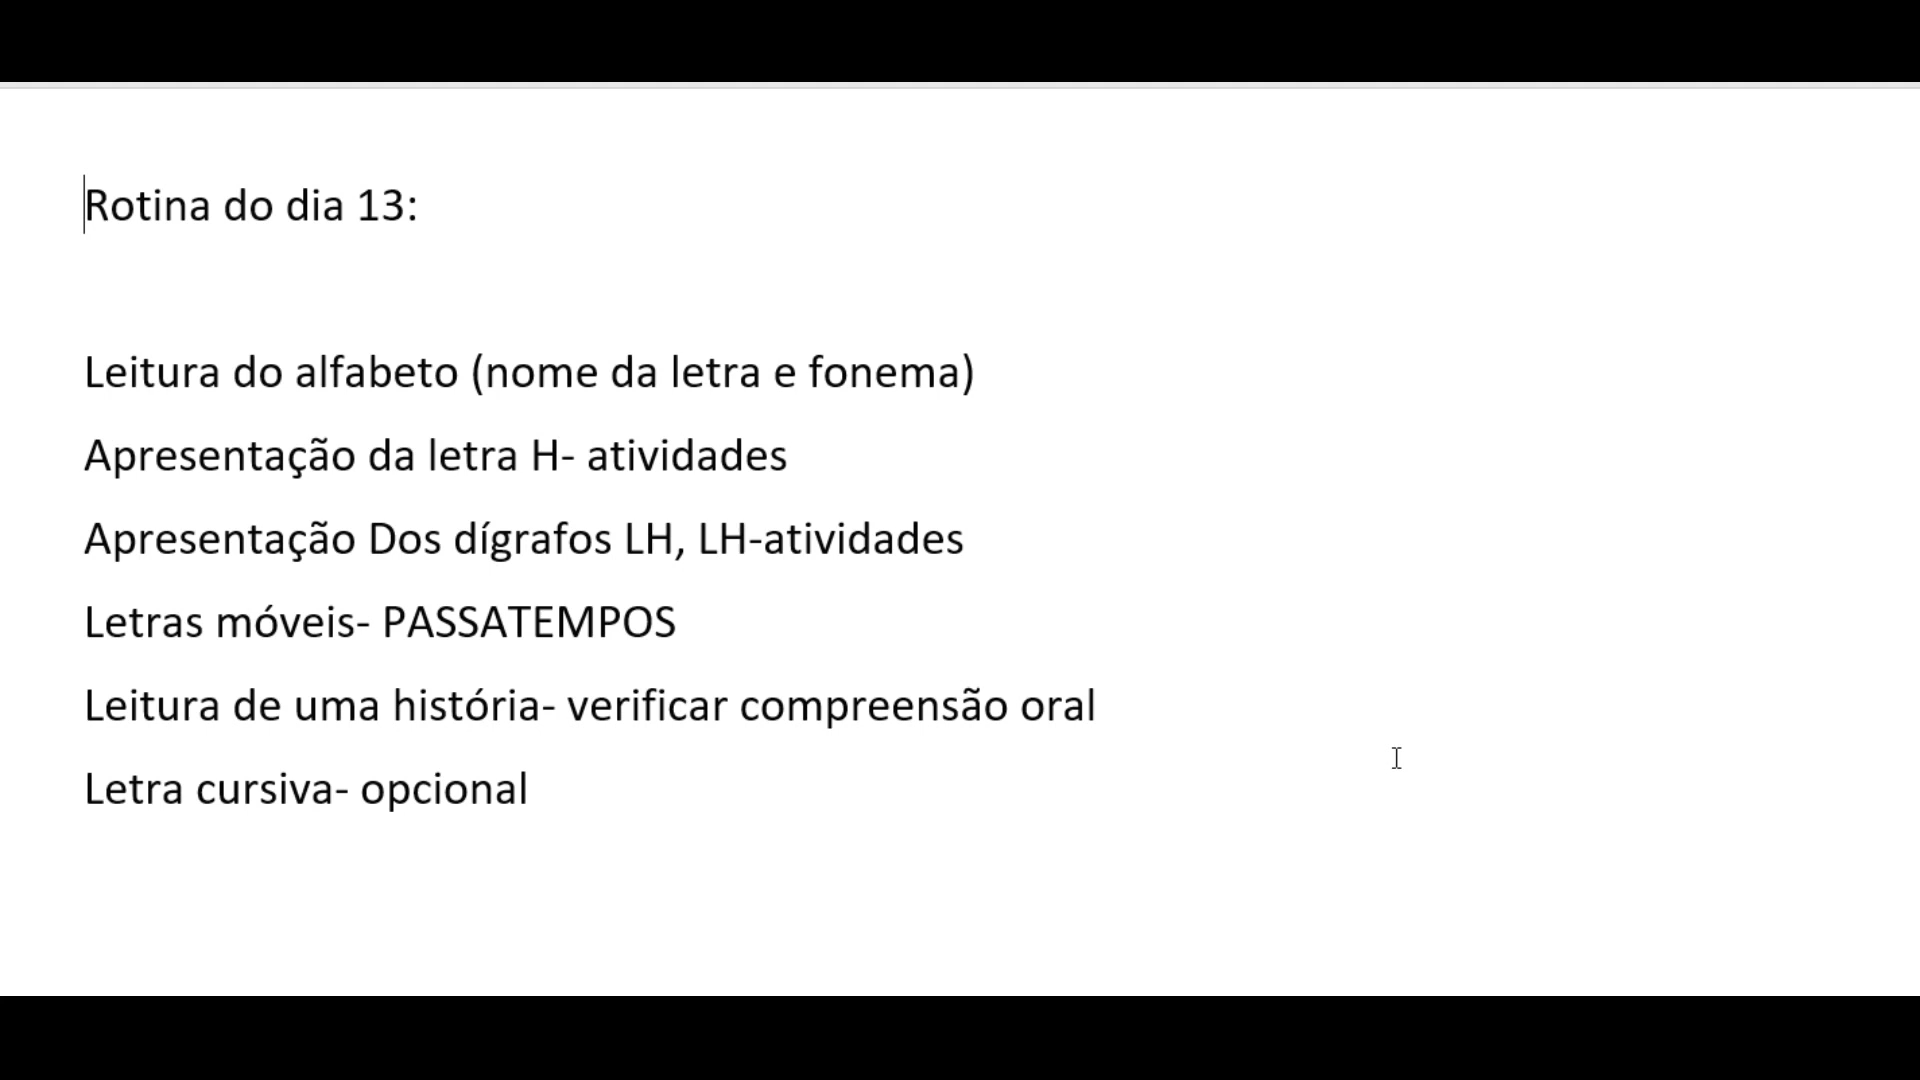 Rotina do dia 13:
Leitura do alfabeto (nome da letra e fonema)
Apresentação da letra H- atividades
Apresentação Dos dígrafos LH, LH-atividades
Letras móveis- PASSATEMPOS
Leitura de uma história- verificar compreensão oral
Letra cursiva- opcional